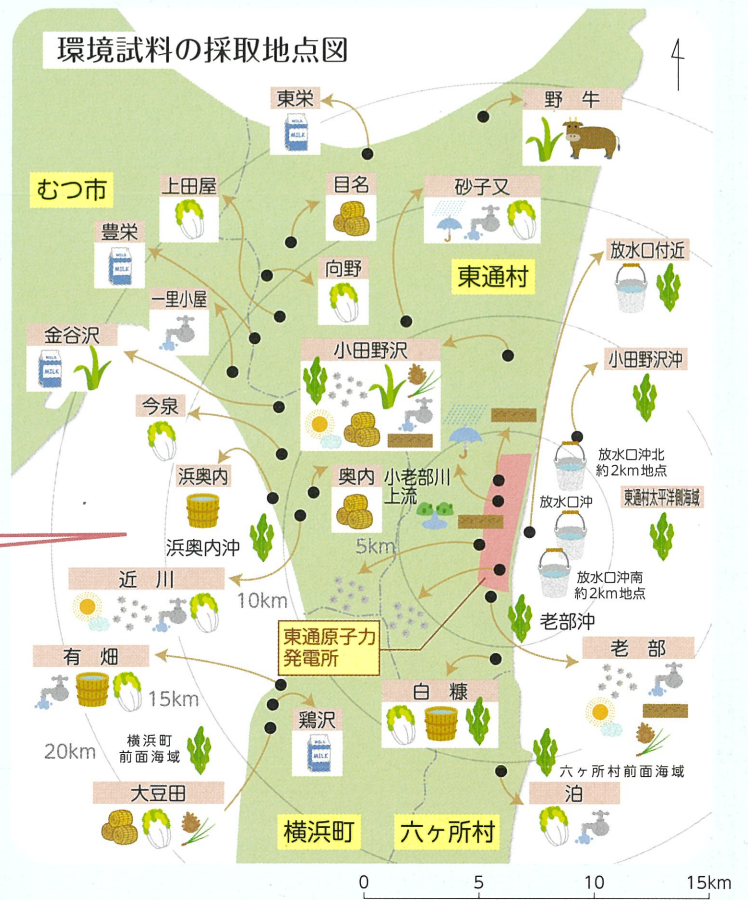 環境試料の採取地点図
4
東栄
MILK
野牛
むつ市
上田屋
目名
砂子又
豊栄
MILK
向野
東通村
放水口付近
一里小屋
金谷沢
MILK
小田野沢
小田野沢沖
今泉
浜奥内
奥内
小老部川
上流
放水口沖北
約2km地点
放水口沖
東通村太平洋側海域
浜奥内沖
5km
放水口沖南
約2km地点
近川
10km
老部沖
東通原子力
発電所
有畑
老部
15km
白糠
鶏沢
MILK
横浜町
前面海域
20km
六ヶ所村前面海域
大豆田
泊
横浜町
六ヶ所村
0 5 10 15km